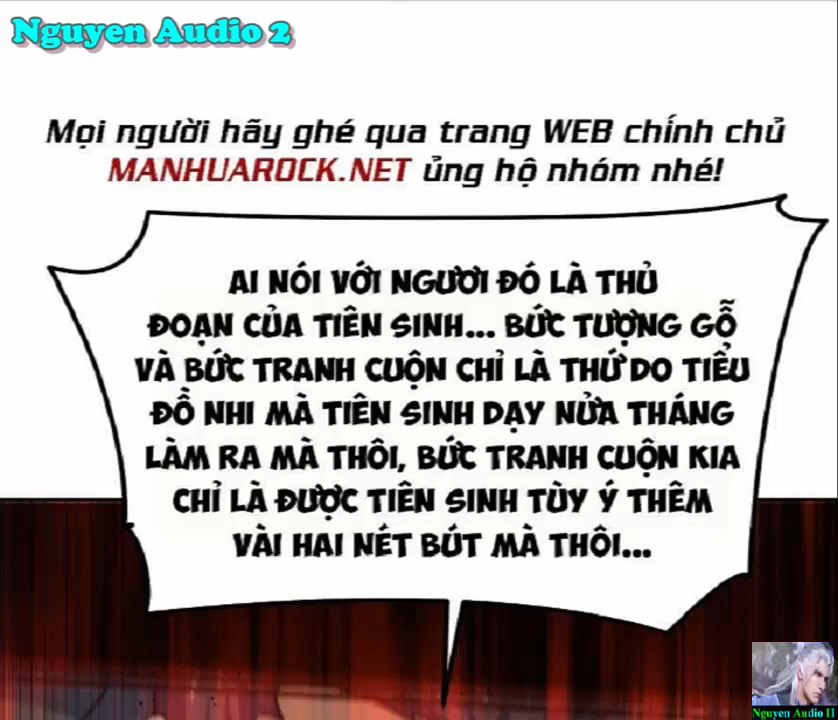 Nguyen Audio 2
Mọi người hãy ghé qua trang WEB chính chủ
MANHUAROCK.NET ủng hộ nhóm nhé!
AI NÓI VỚI NGƯƠI ĐÓ LÀ THỦ
ĐOẠN CỦA TIÊN SINH... BỨC TƯỢNG GỖ
VÀ BỨC TRANH CUỘN CHỈ LÀ THỨ DO TIỂU
ĐỒ NHI MÀ TIÊN SINH DẠY NỬA THÁNG
LÀM RA MÀ THÔI, BỨC TRANH CUỘN KIA
CHỈ LÀ ĐƯỢC TIÊN SINH TÙY Ý THÊM
VÀI HAI NÉT BÚT MÀ THÔI...
Nguyen Audio II